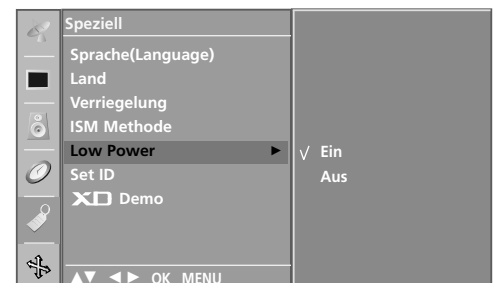 Speziell
Sprache(Language)
Land
Verriegelung
ISM Methode
Low Power ►
√ Ein
Aus
Set ID
XD Demo
▲▼ ◄► OK MENU